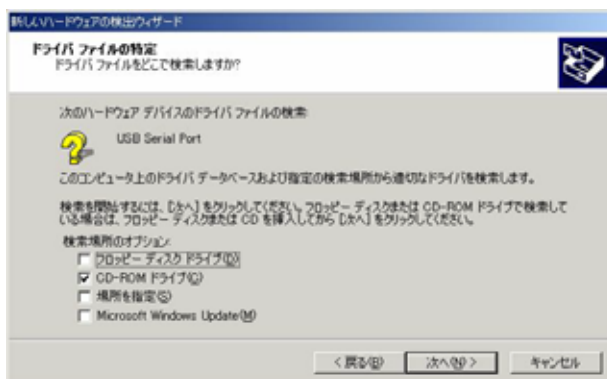 新しいハードウェアの検出ウィザード
ドライバ ファイルの特定
ドライバ ファイルをどこで検索しますか?
次のハードウェア デバイスのドライバ ファイルの検索:
USB Serial Port
このコンピュータ上のドライバ データベースおよび指定の検索場所から適切なドライバを検索します。
検索を開始するには、[次へ] をクリックしてください。フロッピー ディスクまたは CD-ROM ドライブで検索して
いる場合は、フロッピー ディスクまたは CD を挿入してから [次へ] をクリックしてください。
検索場所のオプション:
フロッピー ディスク ドライブ(D)
CD-ROM ドライブ(C)
場所を指定(S)
Microsoft Windows Update(M)
< 戻る(B) 次へ(N) > キャンセル